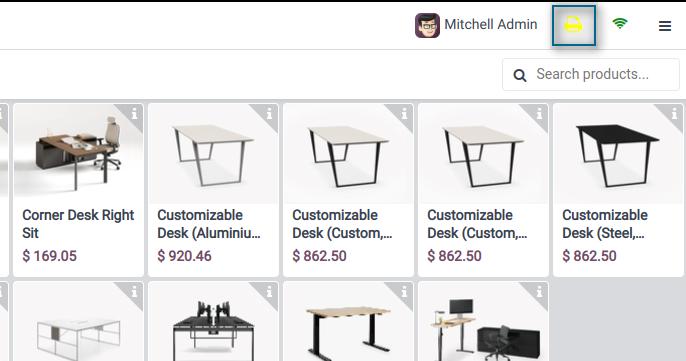 Mitchell Admin
Search products...
Corner Desk Right
Sit
$ 169.05
Customizable
Desk (Aluminiu...
$ 920.46
Customizable
Desk (Custom,...
$ 862.50
Customizable
Desk (Custom,...
$ 862.50
Customizable
Desk (Steel,...
$ 862.50